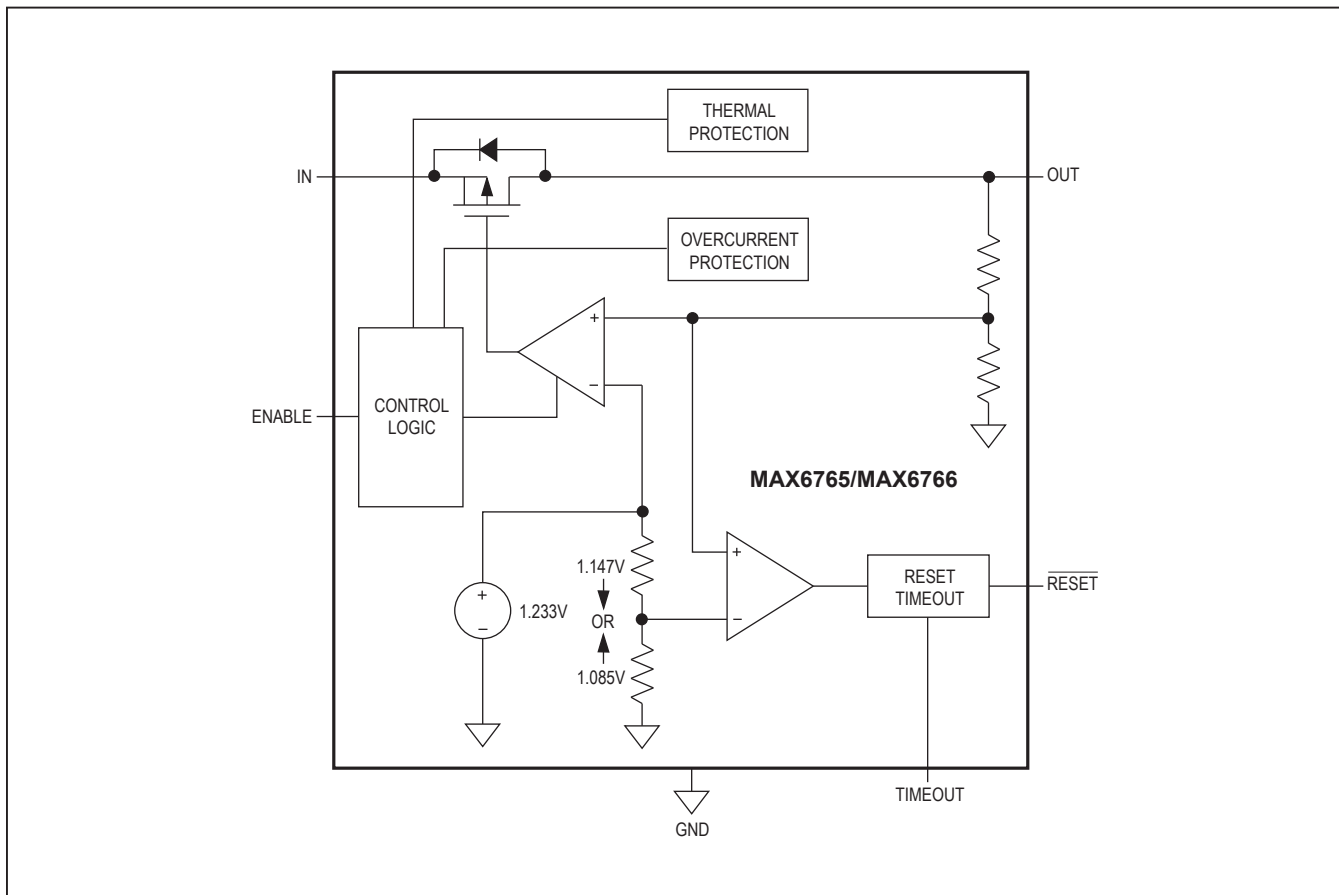 THERMAL
PROTECTION
IN
OUT
OVERCURRENT
PROTECTION
+
−
ENABLE
CONTROL
LOGIC
MAX6765/MAX6766
1.147V
+
−
1.233V
OR
1.085V
+
−
RESET
TIMEOUT
RESET
TIMEOUT
GND